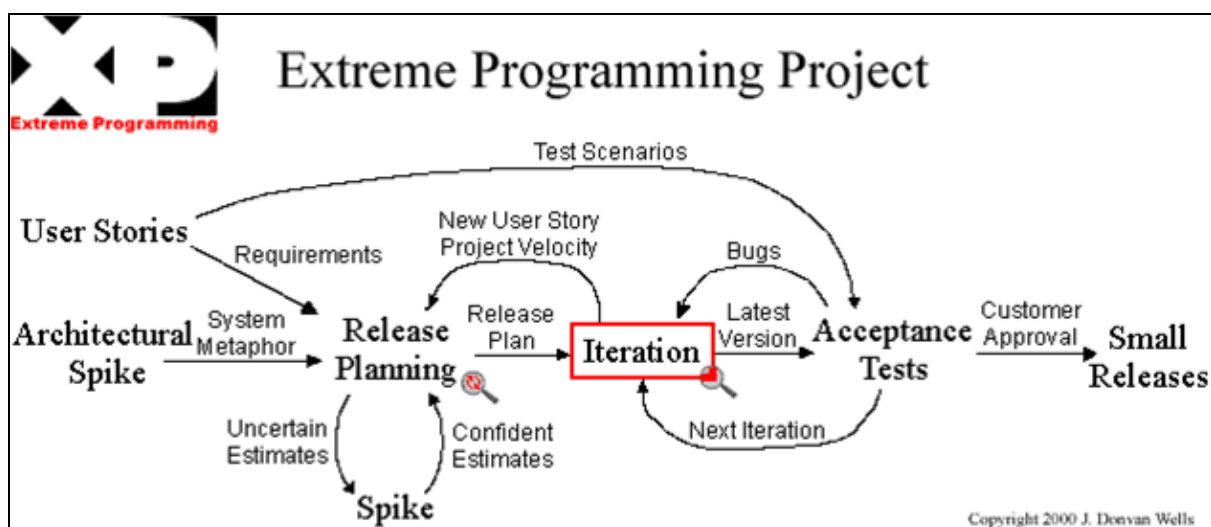 XP
Extreme Programming
Extreme Programming Project
Test Scenarios
User Stories
Requirements
New User Story
Project Velocity
Bugs
Architectural
Spike
System
Metaphor
Release
Planning
Release
Plan
Iteration
Latest
Version
Acceptance
Tests
Customer
Approval
Small
Releases
Uncertain
Estimates
Confident
Estimates
Next Iteration
Spike
Copyright 2000 J. Donvan Wells